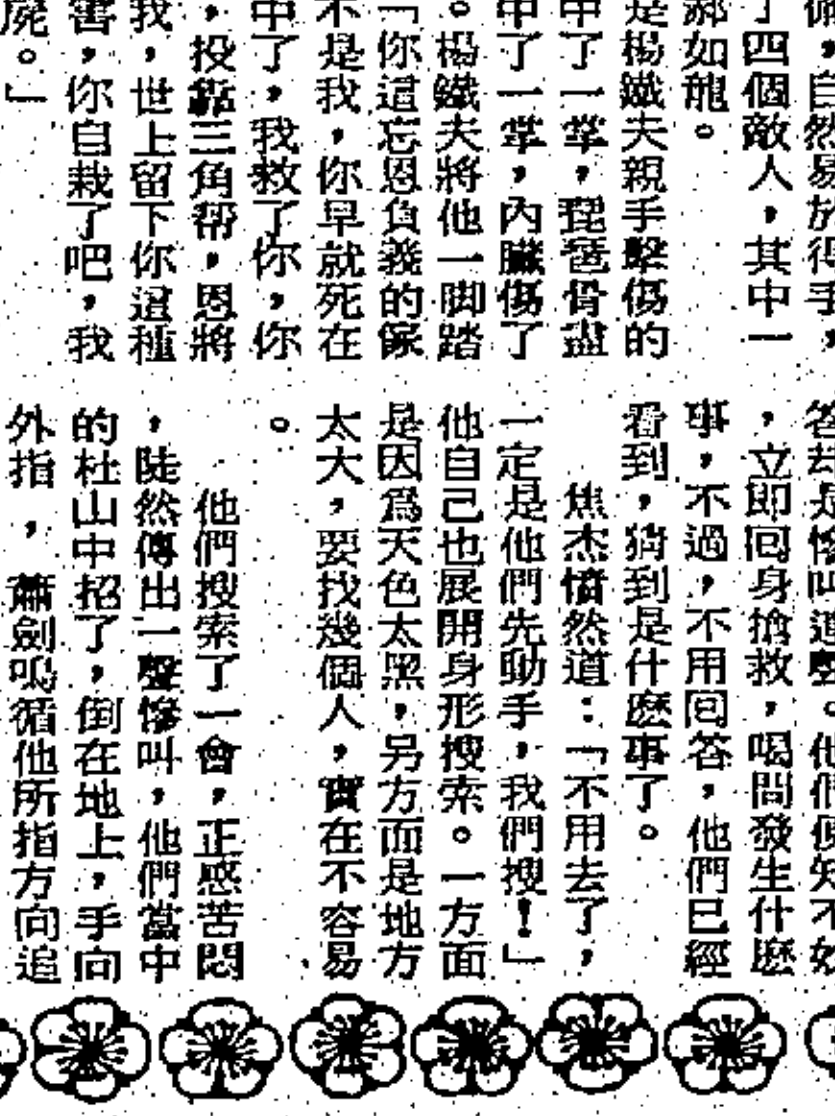 ，自然易於得手，
了四個敵人，其中一
郝如龍。
是楊鐵夫親手擊傷的
中了一掌，琵琶骨盡
中了一掌，內臟傷了
。楊鐵夫將他一脚踏
「你這忘恩負義的傢
不是我，你早就死在
中了，我救了你，你
，投靠三角幫，恩將
我，世上留下你這種
害，你自栽了吧，我
屍。」
答却是慘叫連聲。他們便知不妙
，立即回身搶救，喝問發生什麼
事，不過，不用回答，他們已經
看到，猜到是什麼事了。
焦杰憤然道：「不用去了，
一定是他們先動手，我們搜！」
他自己也展開身形搜索。一方面
是因爲天色太黑，另方面是地方
太大，要找幾個人，實在不容易
。
他們搜索了一會，正感苦悶
，陡然傳出一聲慘叫，他們當中
的杜山中招了，倒在地上，手向
外指，蕭劍鳴循他所指方向追